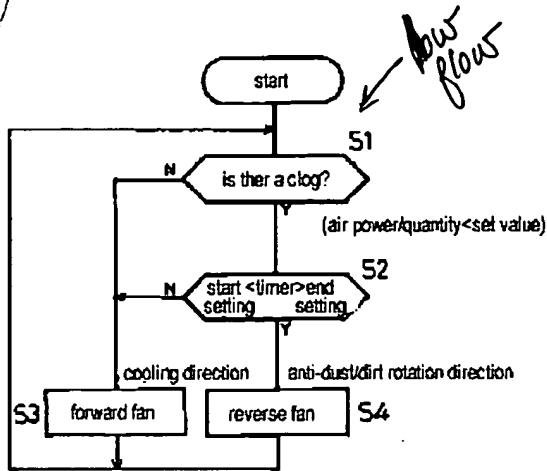 low
flow
start
S1
N
is ther a clog?
Y
(air power/quantity<set value)
S2
N
start <timer>end
setting setting
Y
cooling direction
anti-dust/dirt rotation direction
S3
forward fan
reverse fan
S4